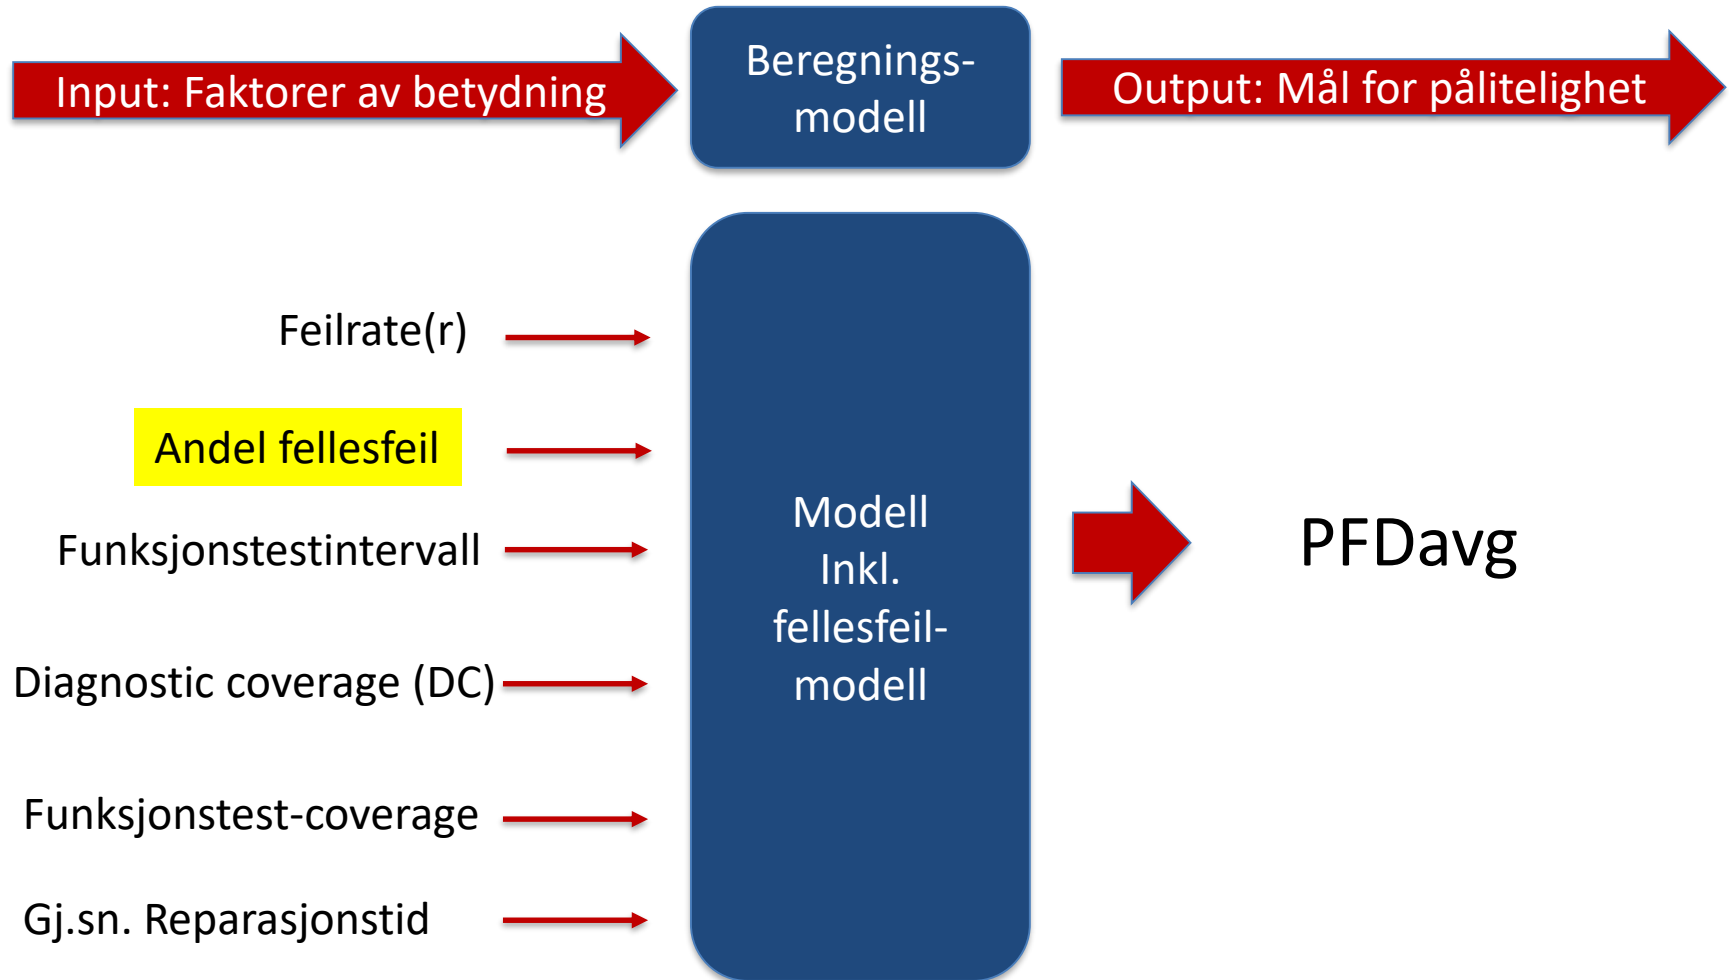 Input: Faktorer av betydning
Beregnings-
modell
Output: Mål for pålitelighet
Feilrate(r)
Andel fellesfeil
Funksjonstestintervall
Diagnostic coverage (DC)
Funksjonstest-coverage
Gj.sn. Reparasjonstid
Modell
Inkl.
fellesfeil-
modell
PFDavg